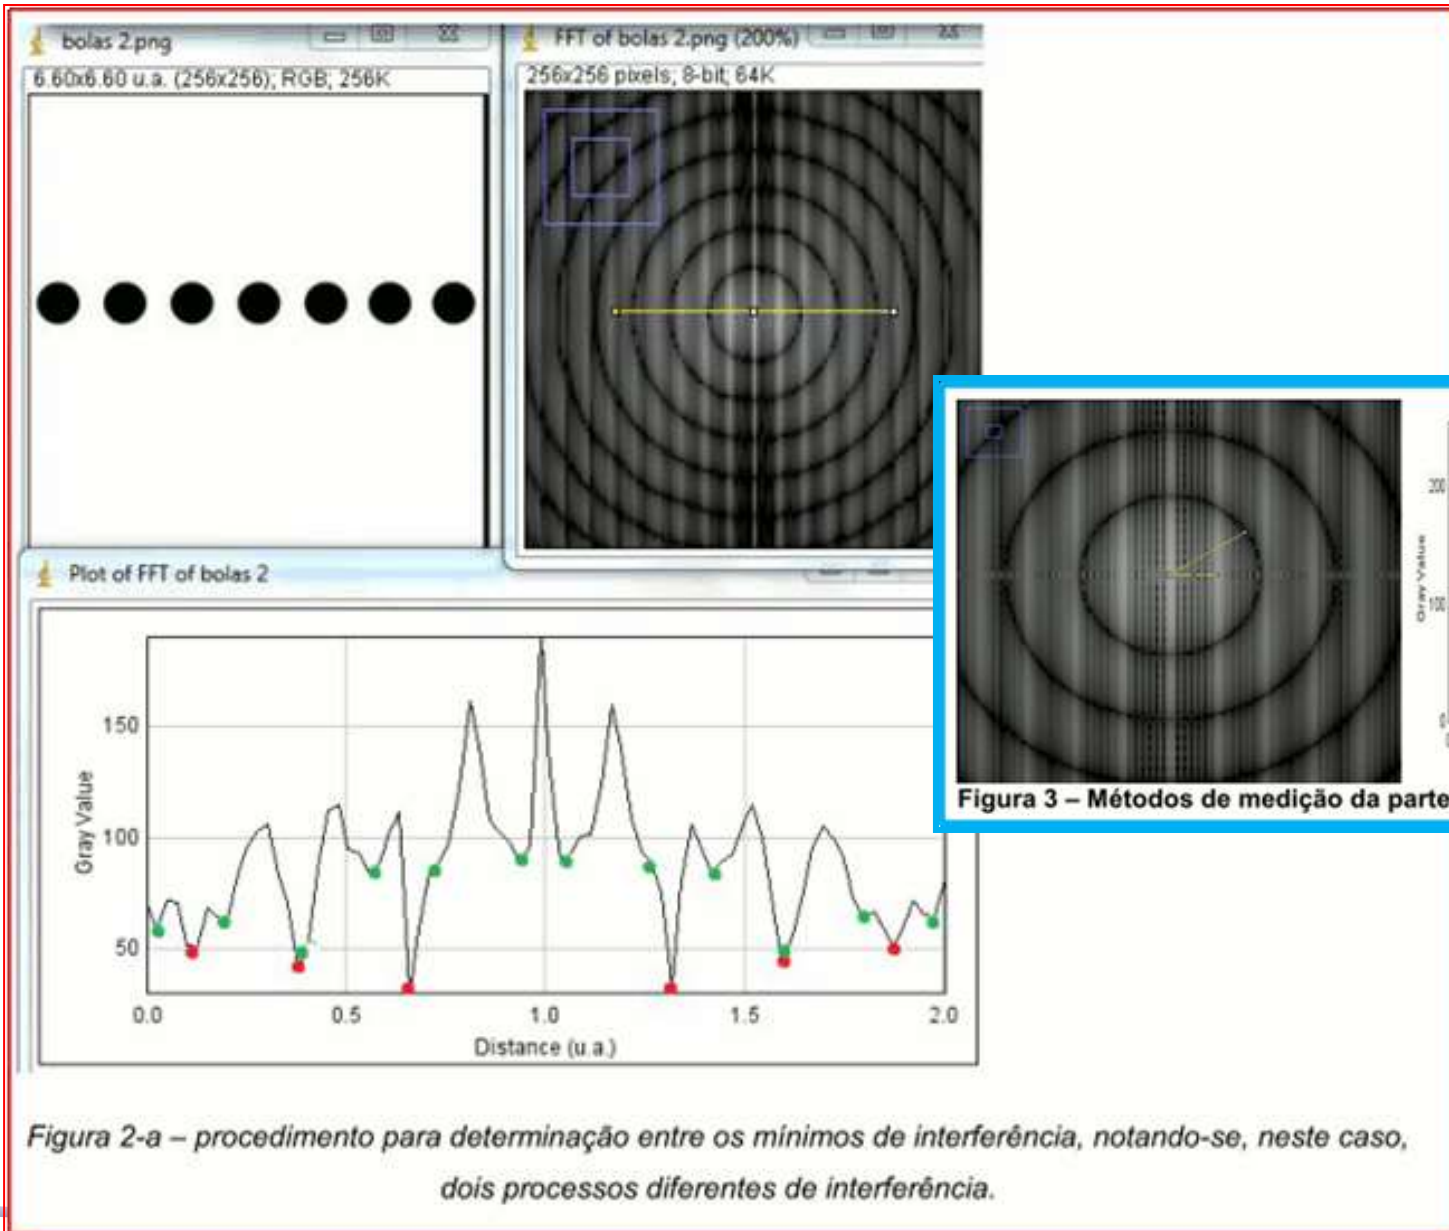 bolas 2.png
6.60x6.60 u.a. (256x256); RGB; 256K
FFT of bolas 2.png (200%)
256x256 pixels; 8-bit; 64K
Plot of FFT of bolas 2
150
100
50
Gray Value
0.0 0.5 1.0 1.5 2.0
Distance (u.a.)
200
100
0
Gray Value
Figura 3 – Métodos de medição da parte
Figura 2-a – procedimento para determinação entre os mínimos de interferência, notando-se, neste caso,
dois processos diferentes de interferência.